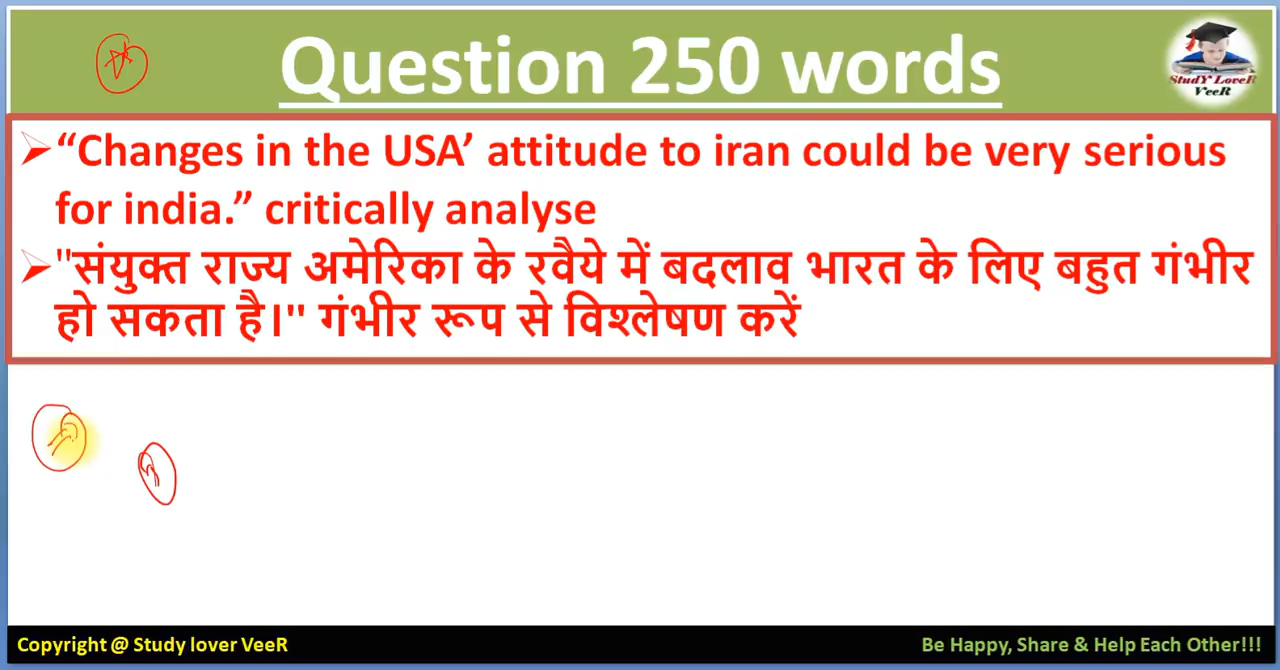 Question 250 words
StudY LoveR
VeeR
“Changes in the USA’ attitude to iran could be very serious
for india.” critically analyse
"संयुक्त राज्य अमेरिका के रवैये में बदलाव भारत के लिए बहुत गंभीर
हो सकता है।" गंभीर रूप से विश्लेषण करें
Copyright @ Study lover VeeR
Be Happy, Share & Help Each Other!!!